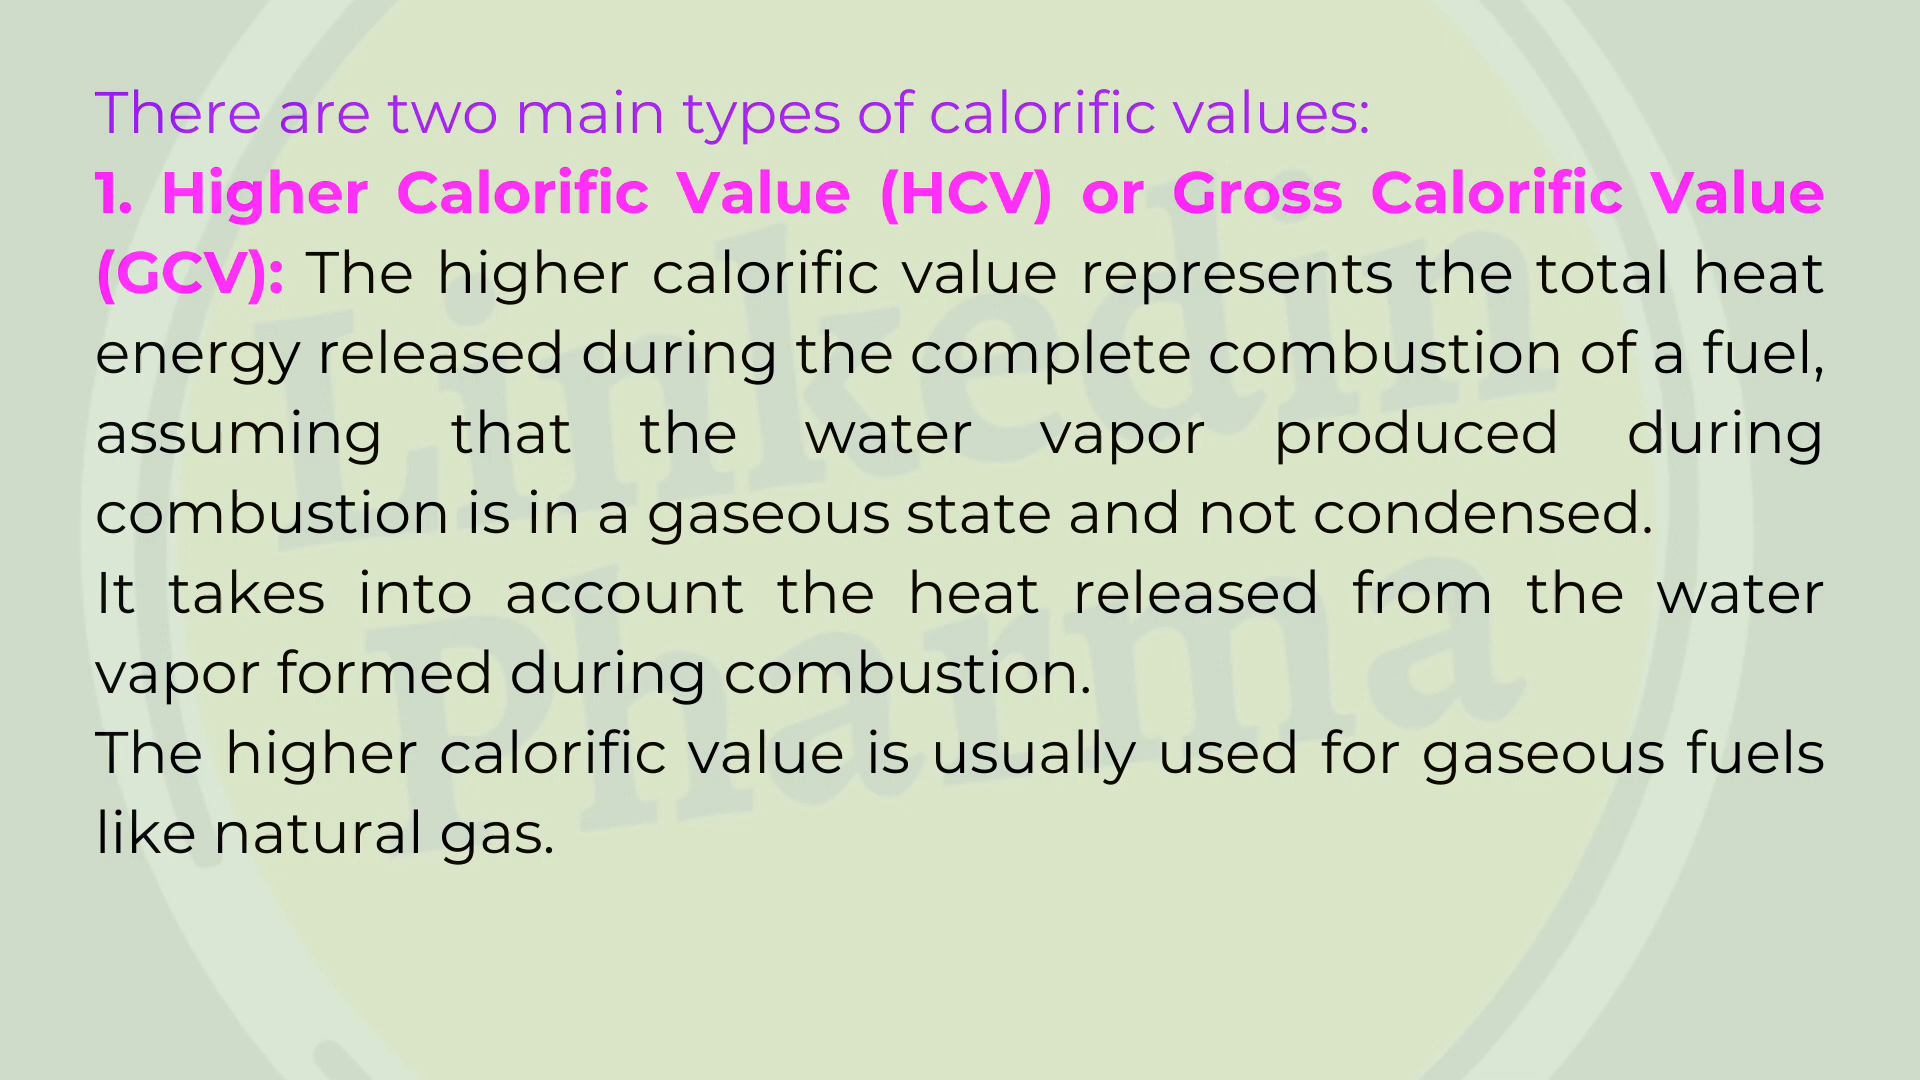 There are two main types of calorific values:
1. Higher Calorific Value (HCV) or Gross Calorific Value
(GCV): The higher calorific value represents the total heat
energy released during the complete combustion of a fuel,
assuming that the water vapor produced during
combustion is in a gaseous state and not condensed.
It takes into account the heat released from the water
vapor formed during combustion.
The higher calorific value is usually used for gaseous fuels
like natural gas.
Linkedin
Pharma